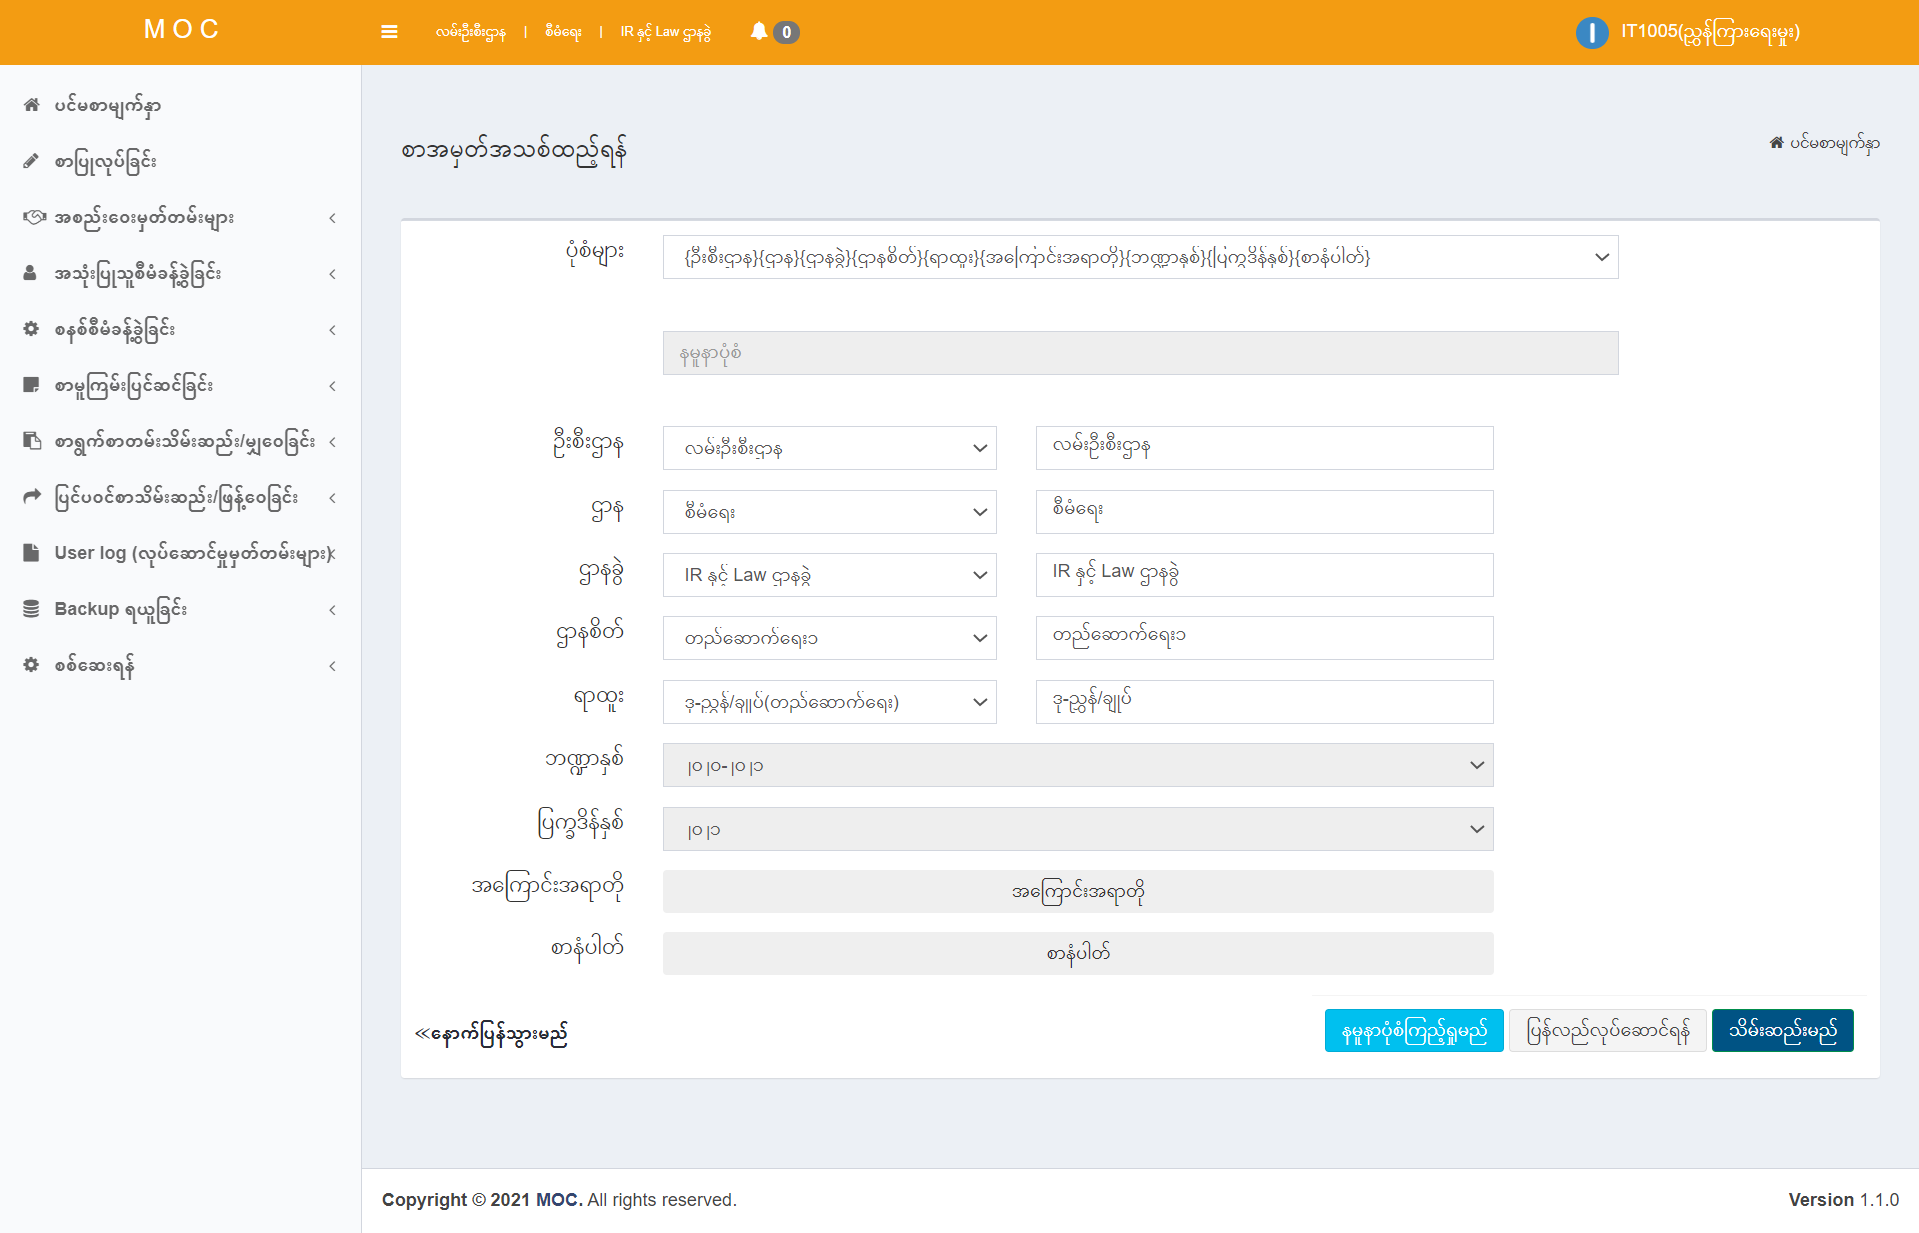 M O C
လမ်းဦးစီးဌာန | စီမံရေး | IR နှင့် Law ဌာနခွဲ
0
IT1005(ညွှန်ကြားရေးမှူး)
ပင်မစာမျက်နှာ
စာပြုလုပ်ခြင်း
အစည်းဝေးမှတ်တမ်းများ
အသုံးပြုသူစီမံခန့်ခွဲခြင်း
စနစ်စီမံခန့်ခွဲခြင်း
စာမူကြမ်းပြင်ဆင်ခြင်း
စာရွက်စာတမ်းသိမ်းဆည်း/မျှဝေခြင်း
ပြင်ပဝင်စာသိမ်းဆည်း/ဖြန့်ဝေခြင်း
User log (လုပ်ဆောင်မှုမှတ်တမ်းများ)
Backup ရယူခြင်း
စစ်ဆေးရန်
စာအမှတ်အသစ်ထည့်ရန်
ပင်မစာမျက်နှာ
ပုံစံများ
{ဦးစီးဌာန}{ဌာန}{ဌာနခွဲ}{ဌာနစိတ်}{ရာထူး}{အကြောင်းအရာတို}{ဘဏ္ဍာနှစ်}{ပြက္ခဒိန်နှစ်}{စာနံပါတ်}
နမူနာပုံစံ
ဦးစီးဌာန လမ်းဦးစီးဌာန လမ်းဦးစီးဌာန
ဌာန စီမံရေး စီမံရေး
ဌာနခွဲ IR နှင့် Law ဌာနခွဲ IR နှင့် Law ဌာနခွဲ
ဌာနစိတ် တည်ဆောက်ရေး၁ တည်ဆောက်ရေး၁
ရာထူး ဒု-ညွှန်/ချုပ်(တည်ဆောက်ရေး) ဒု-ညွှန်/ချုပ်
ဘဏ္ဍာနှစ် ၂၀၂၀-၂၀၂၁
ပြက္ခဒိန်နှစ် ၂၀၂၁
အကြောင်းအရာတို အကြောင်းအရာတို
စာနံပါတ် စာနံပါတ်
≪နောက်ပြန်သွားမည်
နမူနာပုံစံကြည့်ရှုမည် ပြန်လည်လုပ်ဆောင်ရန် သိမ်းဆည်းမည်
Copyright © 2021 MOC. All rights reserved.
Version 1.1.0